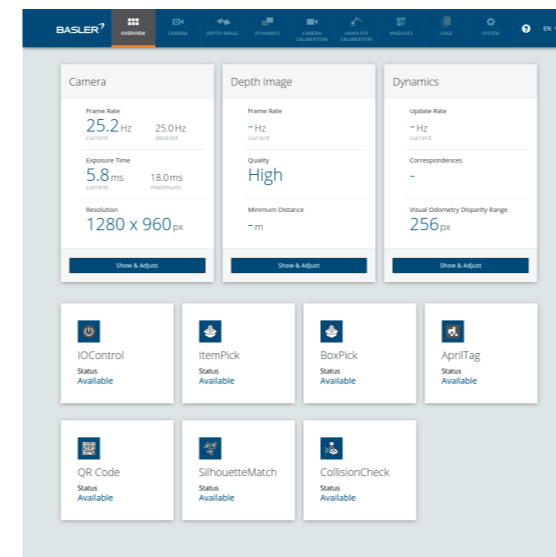 BASLER
OVERVIEW
CAMERA
DEPTH IMAGE
DYNAMICS
CAMERA
CALIBRATION
HAND-EYE
CALIBRATION
MODULES
LOGS
SYSTEM
?
EN
Camera
Frame Rate
25.2 Hz 25.0 Hz
current desired
Exposure Time
5.8 ms 18.0 ms
current maximum
Resolution
1280 x 960 px
Show & Adjust
Depth Image
Frame Rate
- Hz
current
Quality
High
Minimum Distance
- m
Show & Adjust
Dynamics
Update Rate
- Hz
current
Correspondences
-
Visual Odometry Disparity Range
256 px
Show & Adjust
IOControl
Status
Available
ItemPick
Status
Available
BoxPick
Status
Available
AprilTag
Status
Available
QR Code
Status
Available
SilhouetteMatch
Status
Available
CollisionCheck
Status
Available